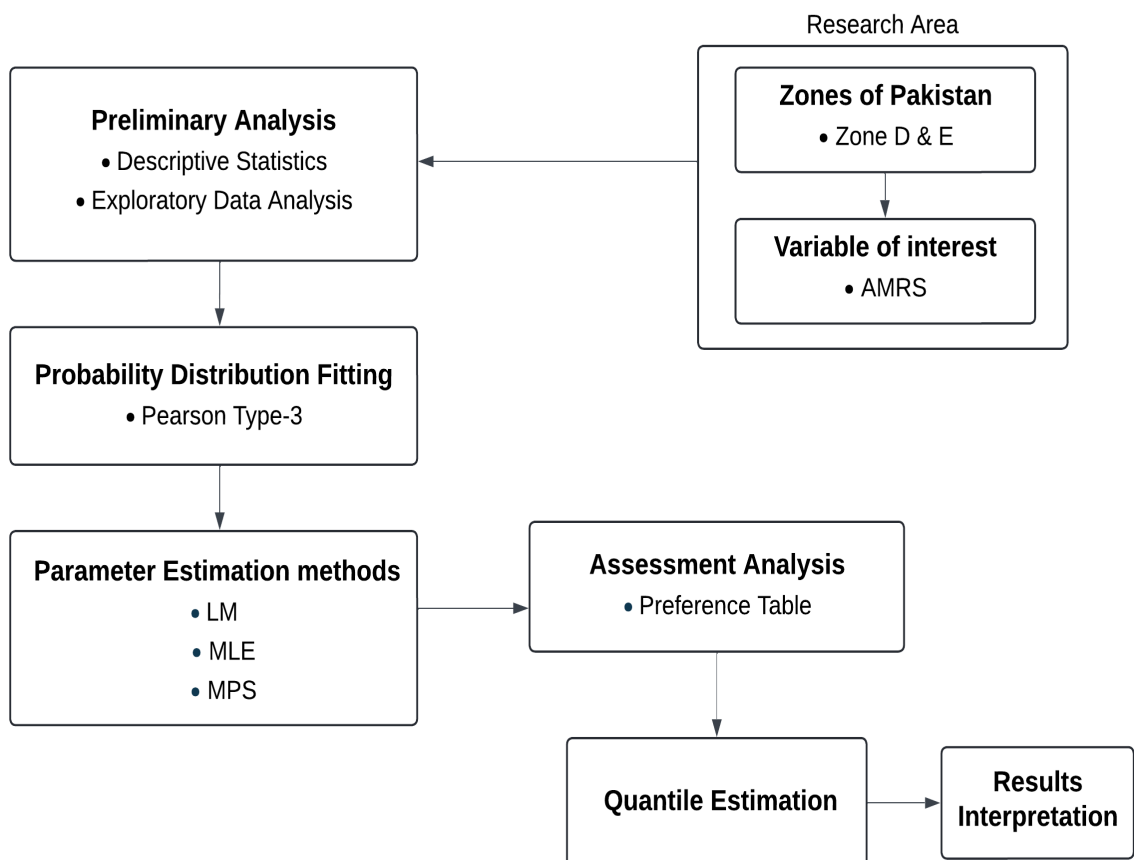 Research Area
Zones of Pakistan
• Zone D & E
Variable of interest
• AMRS
Preliminary Analysis
• Descriptive Statistics
• Exploratory Data Analysis
Probability Distribution Fitting
• Pearson Type-3
Parameter Estimation methods
• LM
• MLE
• MPS
Assessment Analysis
• Preference Table
Quantile Estimation
Results
Interpretation